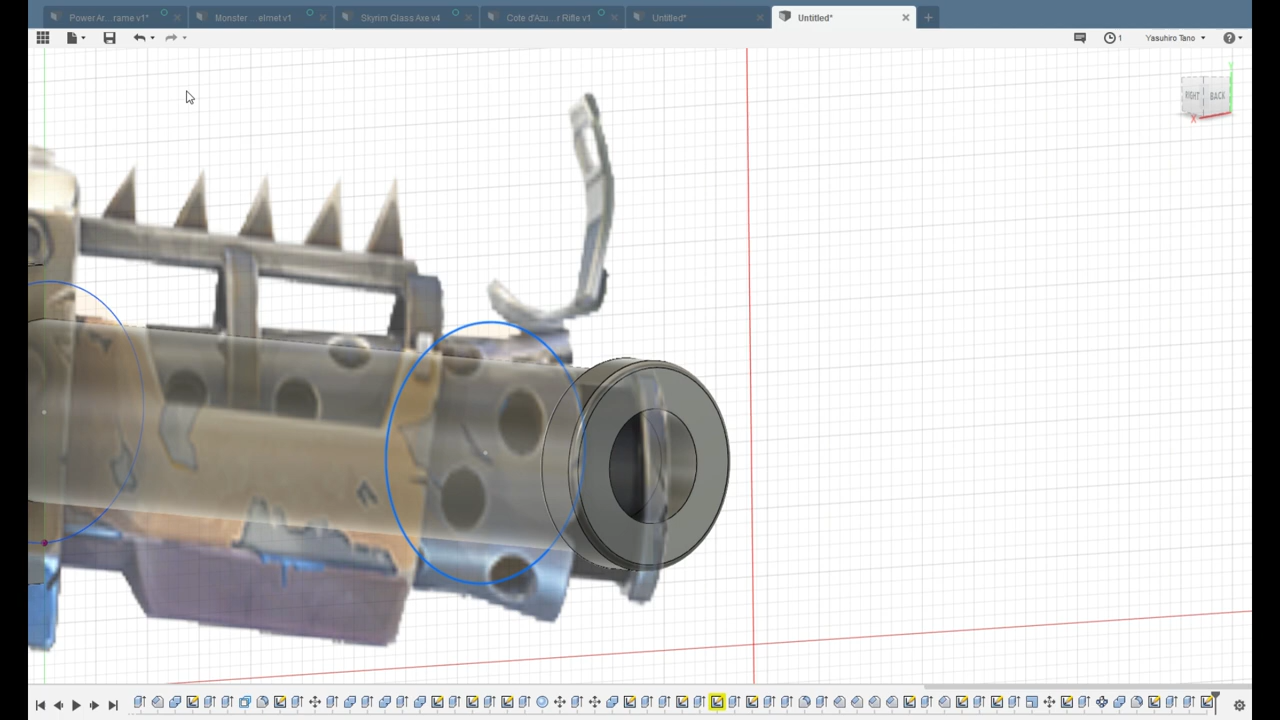 Power Ar...rame v1*
Monster ...elmet v1
Skyrim Glass Axe v4
Cote d'Azu...r Rifle v1
Untitled*
Untitled*
1
Yasuhiro Tano
RIGHT
BACK
Y
X